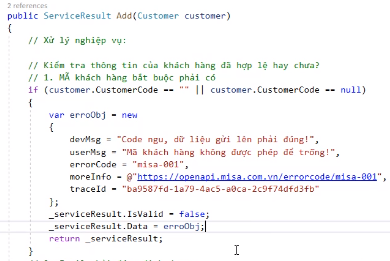 2 references
public ServiceResult Add(Customer customer)
{
// Xử lý nghiệp vụ:
// Kiểm tra thông tin của khách hàng đã hợp lệ hay chưa?
// 1. MÃ khách hàng bắt buộc phải có
if (customer.CustomerCode == "" || customer.CustomerCode == null)
{
var erroObj = new
{
devMsg = "Code ngu, dữ liệu gửi lên phải đúng!",
userMsg = "Mã khách hàng không được phép để trống!",
errorCode = "misa-001",
moreInfo = @"https://openapi.misa.com.vn/errorcode/misa-001",
traceId = "ba9587fd-1a79-4ac5-a0ca-2c9f74dfd3fb"
};
_serviceResult.IsValid = false;
_serviceResult.Data = erroObj;
return _serviceResult;
}